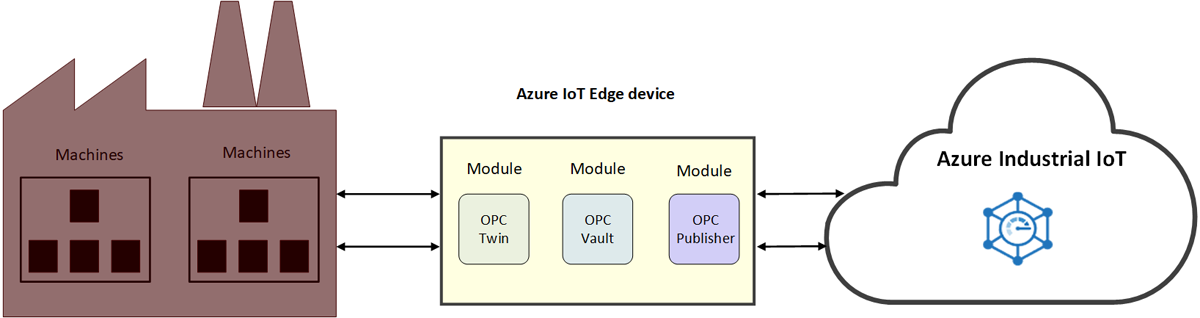 Azure IoT Edge device
Machines
Machines
Module
Module
Module
OPC
Twin
OPC
Vault
OPC
Publisher
Azure Industrial IoT